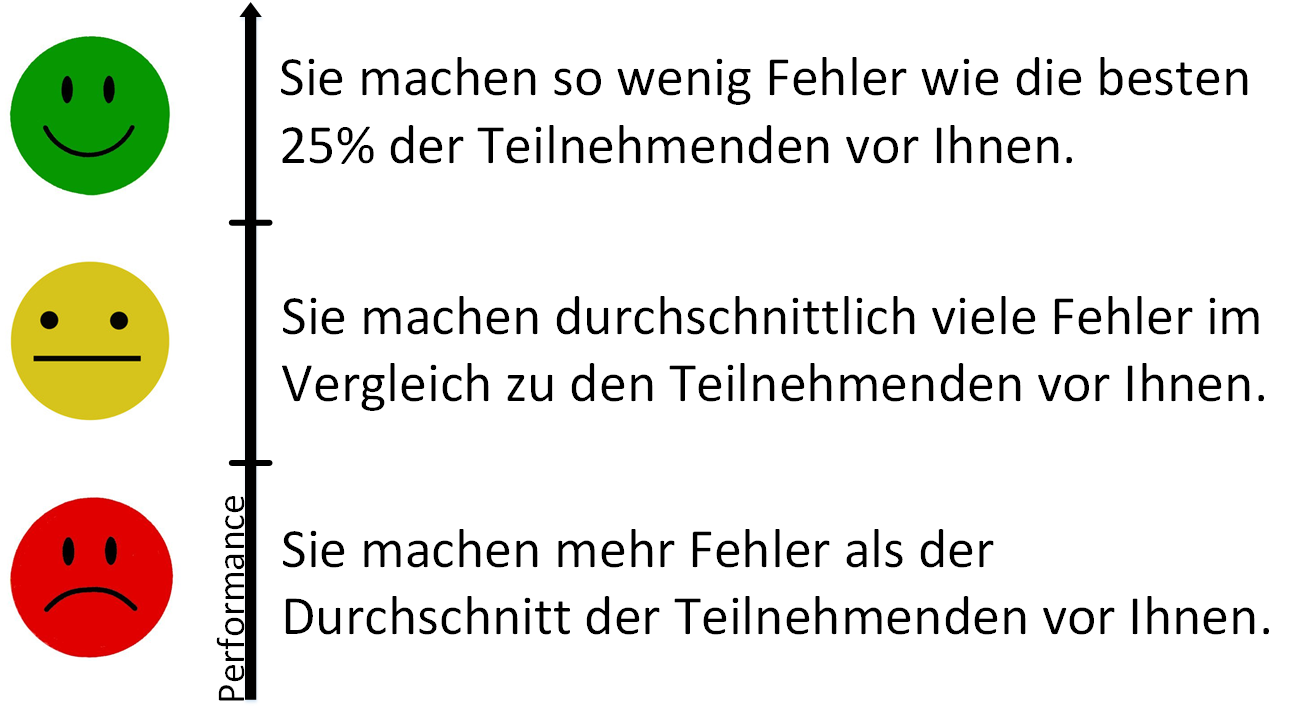 Sie machen so wenig Fehler wie die besten
25% der Teilnehmenden vor Ihnen.
Sie machen durchschnittlich viele Fehler im
Vergleich zu den Teilnehmenden vor Ihnen.
Sie machen mehr Fehler als der
Durchschnitt der Teilnehmenden vor Ihnen.
Performance